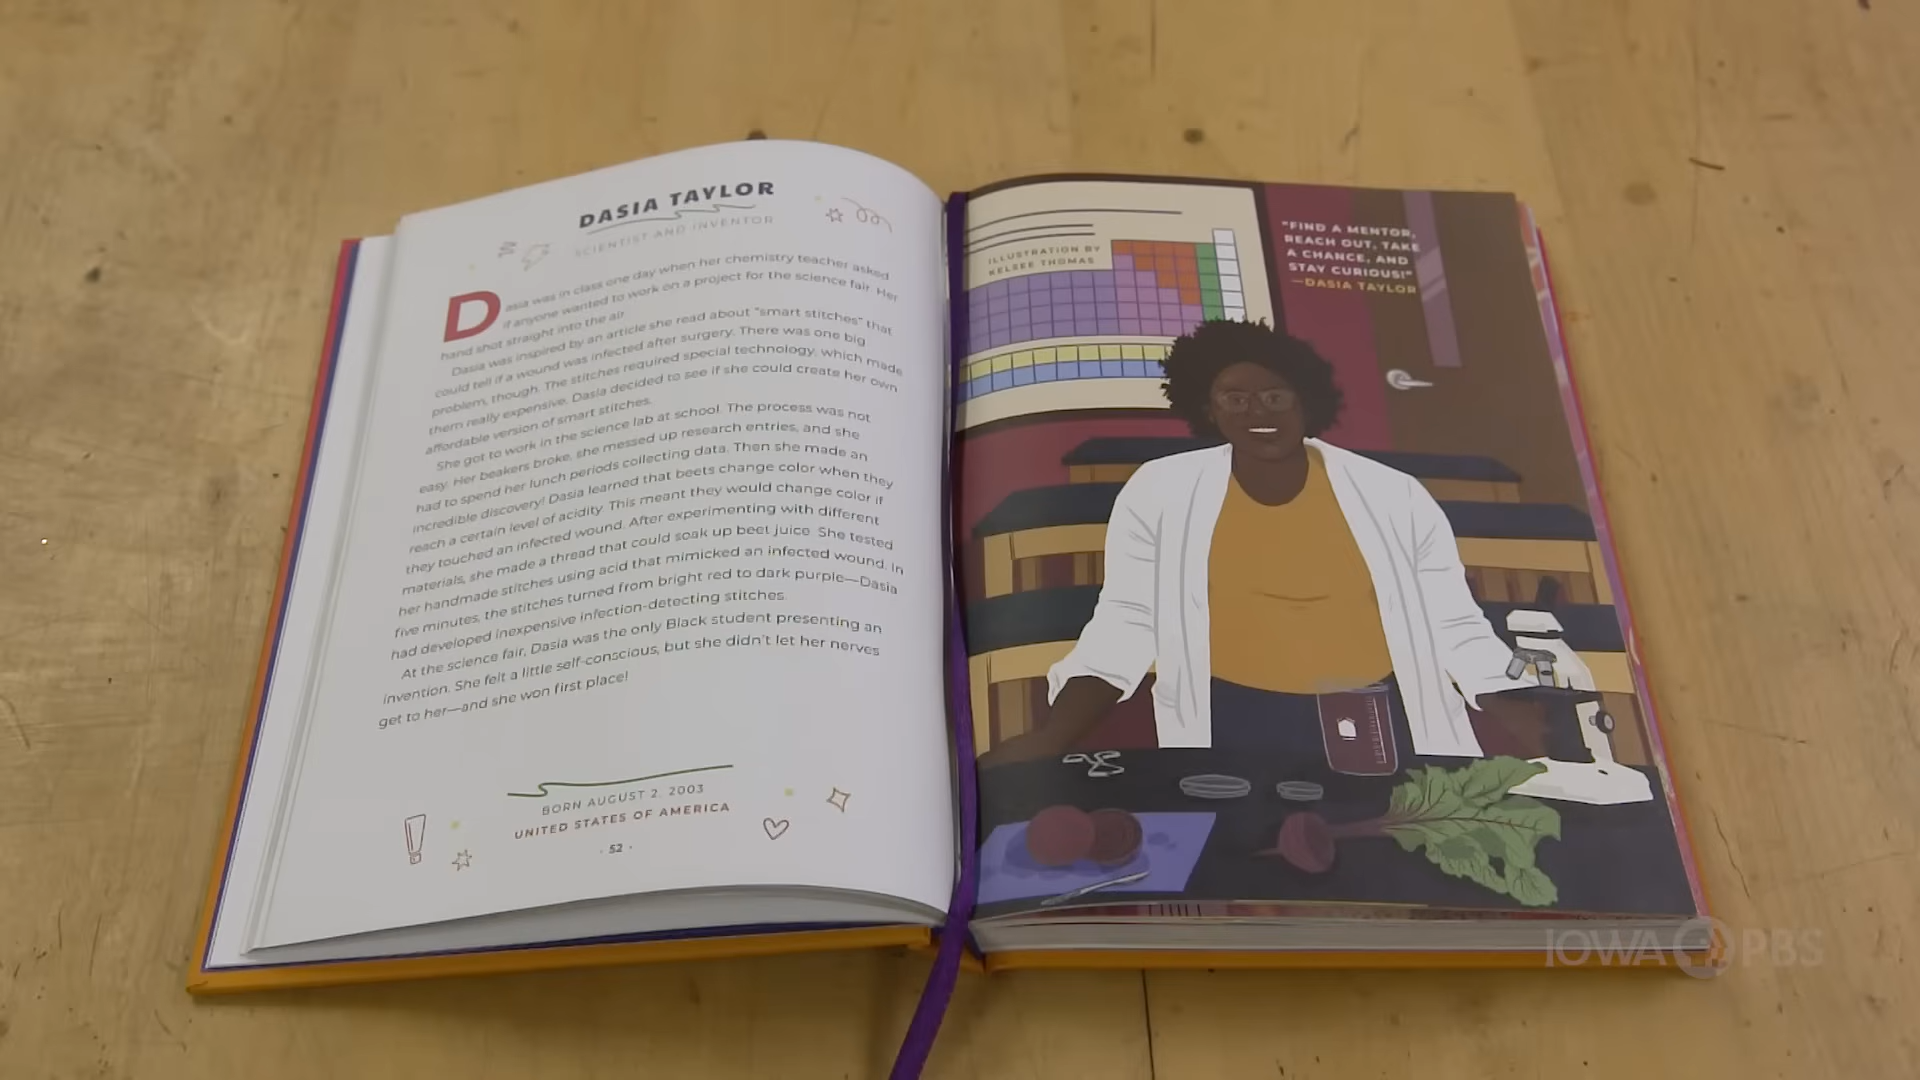 DASIA TAYLOR
SCIENTIST AND INVENTOR
Dasia was in class one day when her chemistry teacher asked
if anyone wanted to work on a project for the science fair. Her
hand shot straight into the air.
Dasia was inspired by an article she read about "smart stitches" that
could tell if a wound was infected after surgery. There was one big
problem, though. The stitches required special technology, which made
them really expensive. Dasia decided to see if she could create her own
affordable version of smart stitches.
She got to work in the science lab at school. The process was not
easy. Her beakers broke, she messed up research entries, and she
had to spend her lunch periods collecting data. Then she made an
incredible discovery! Dasia learned that beets change color when they
reach a certain level of acidity. This meant they would change color if
they touched an infected wound. After experimenting with different
materials, she made a thread that could soak up beet juice. She tested
her handmade stitches using acid that mimicked an infected wound. In
five minutes, the stitches turned from bright red to dark purple—Dasia
had developed inexpensive infection-detecting stitches.
At the science fair, Dasia was the only Black student presenting an
invention. She felt a little self-conscious, but she didn't let her nerves
get to her—and she won first place!
BORN AUGUST 2, 2003
UNITED STATES OF AMERICA
· 52 ·
ILLUSTRATION BY
KELSEE THOMAS
"FIND A MENTOR,
REACH OUT, TAKE
A CHANCE, AND
STAY CURIOUS!"
—DASIA TAYLOR
IOWA PBS